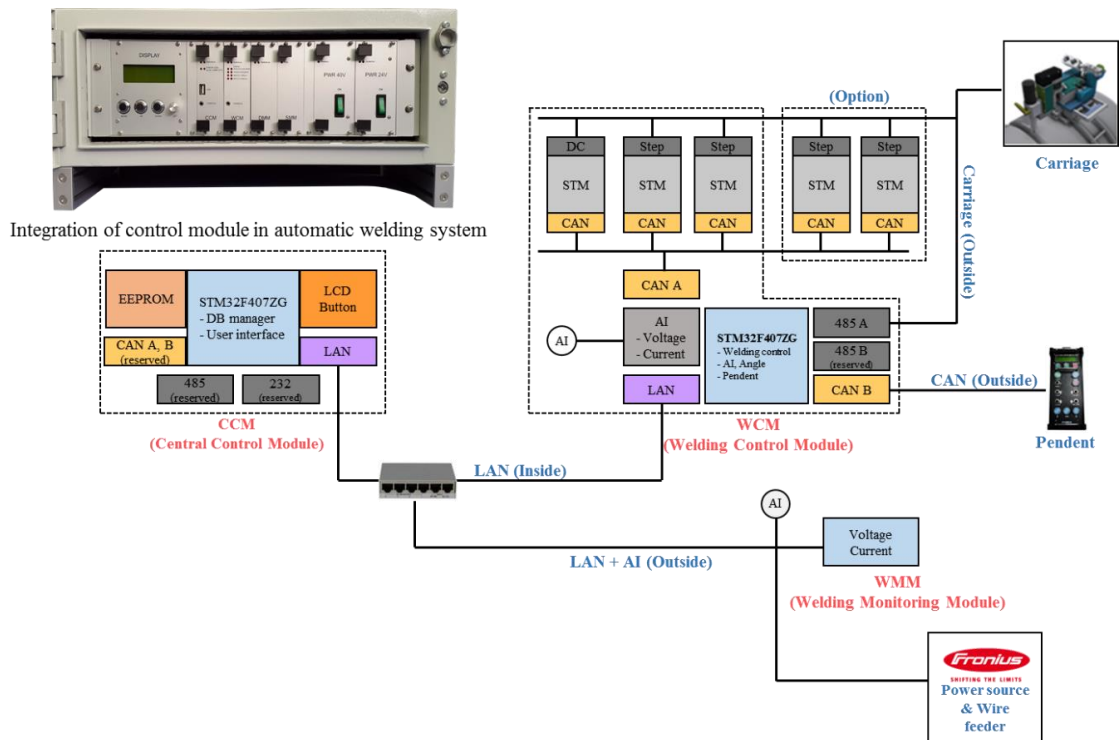 DISPLAY
CCM
WCM
DMM
SMM
PWR 40V
PWR 24V
Integration of control module in automatic welding system
EEPROM
STM32F407ZG
- DB manager
- User interface
LCD
Button
CAN A, B
(reserved)
LAN
485
(reserved)
232
(reserved)
CCM
(Central Control Module)
(Option)
DC
STM
CAN
Step
STM
CAN
Step
STM
CAN
Step
STM
CAN
Step
STM
CAN
CAN A
AI
AI
- Voltage
- Current
STM32F407ZG
- Welding control
- AI, Angle
- Pendent
485 A
485 B
(reserved)
LAN
CAN B
WCM
(Welding Control Module)
Carriage (Outside)
Carriage
CAN (Outside)
Pendent
LAN (Inside)
AI
LAN + AI (Outside)
Voltage
Current
WMM
(Welding Monitoring Module)
Fronius
SHIFTING THE LIMITS
Power source
& Wire
feeder